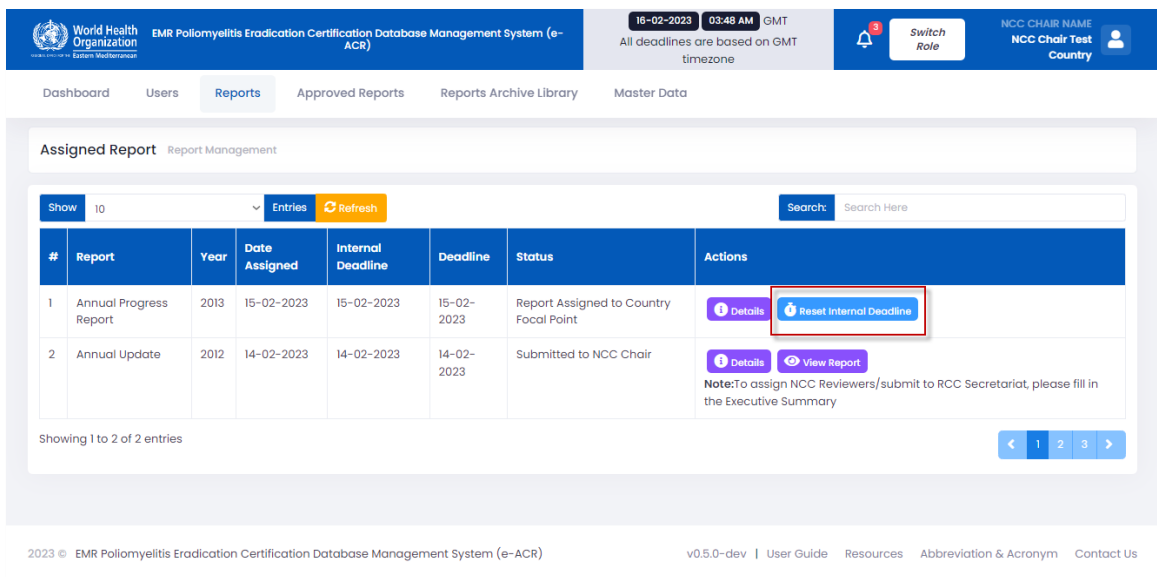 World Health
Organization
Eastern Mediterranean
EMR Poliomyelitis Eradication Certification Database Management System (e-
ACR)
16-02-2023 03:48 AM GMT
All deadlines are based on GMT
timezone
3
Switch
Role
NCC CHAIR NAME
NCC Chair Test
Country
Dashboard Users Reports Approved Reports Reports Archive Library Master Data
Assigned Report Report Management
Show 10 Entries Refresh Search: Search Here
# Report Year Date Assigned Internal Deadline Deadline Status Actions
1 Annual Progress 2013 15-02-2023 15-02-2023 15-02- Report Assigned to Country Details Reset Internal Deadline
Report 2023 Focal Point
2 Annual Update 2012 14-02-2023 14-02-2023 14-02- Submitted to NCC Chair Details View Report
2023
Note:To assign NCC Reviewers/submit to RCC Secretariat, please fill in
the Executive Summary
Showing 1 to 2 of 2 entries
< 1 2 3 >
2023 © EMR Poliomyelitis Eradication Certification Database Management System (e-ACR) v0.5.0-dev | User Guide Resources Abbreviation & Acronym Contact Us